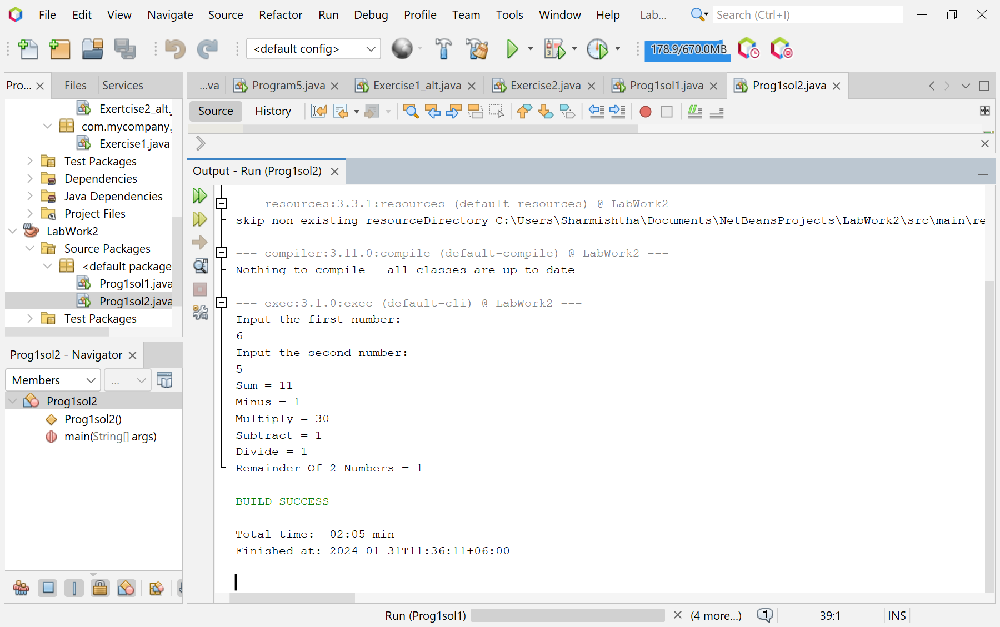 File Edit View Navigate Source Refactor Run Debug Profile Team Tools Window Help Lab... Search (Ctrl+I)
<default config> 178.9/670.0MB
Pro... Files Services
...va Program5.java Exercise1_alt.java Exercise2.java Prog1sol1.java Prog1sol2.java
Source History
Exertcise2_alt.j
com.mycompany.
Exercise1.java
Test Packages
Dependencies
Java Dependencies
Project Files
LabWork2
Source Packages
<default package
Prog1sol1.java
Prog1sol2.java
Test Packages
Prog1sol2 - Navigator
Members ...
Prog1sol2
Prog1sol2()
main(String[] args)
Output - Run (Prog1sol2)
--- resources:3.3.1:resources (default-resources) @ LabWork2 ---
skip non existing resourceDirectory C:\Users\Sharmishtha\Documents\NetBeansProjects\LabWork2\src\main\re
--- compiler:3.11.0:compile (default-compile) @ LabWork2 ---
Nothing to compile - all classes are up to date
--- exec:3.1.0:exec (default-cli) @ LabWork2 ---
Input the first number:
6
Input the second number:
5
Sum = 11
Minus = 1
Multiply = 30
Subtract = 1
Divide = 1
Remainder Of 2 Numbers = 1
------------------------------------------------------------------------
BUILD SUCCESS
------------------------------------------------------------------------
Total time:  02:05 min
Finished at: 2024-01-31T11:36:11+06:00
------------------------------------------------------------------------
Run (Prog1sol1) (4 more...) 1 39:1 INS